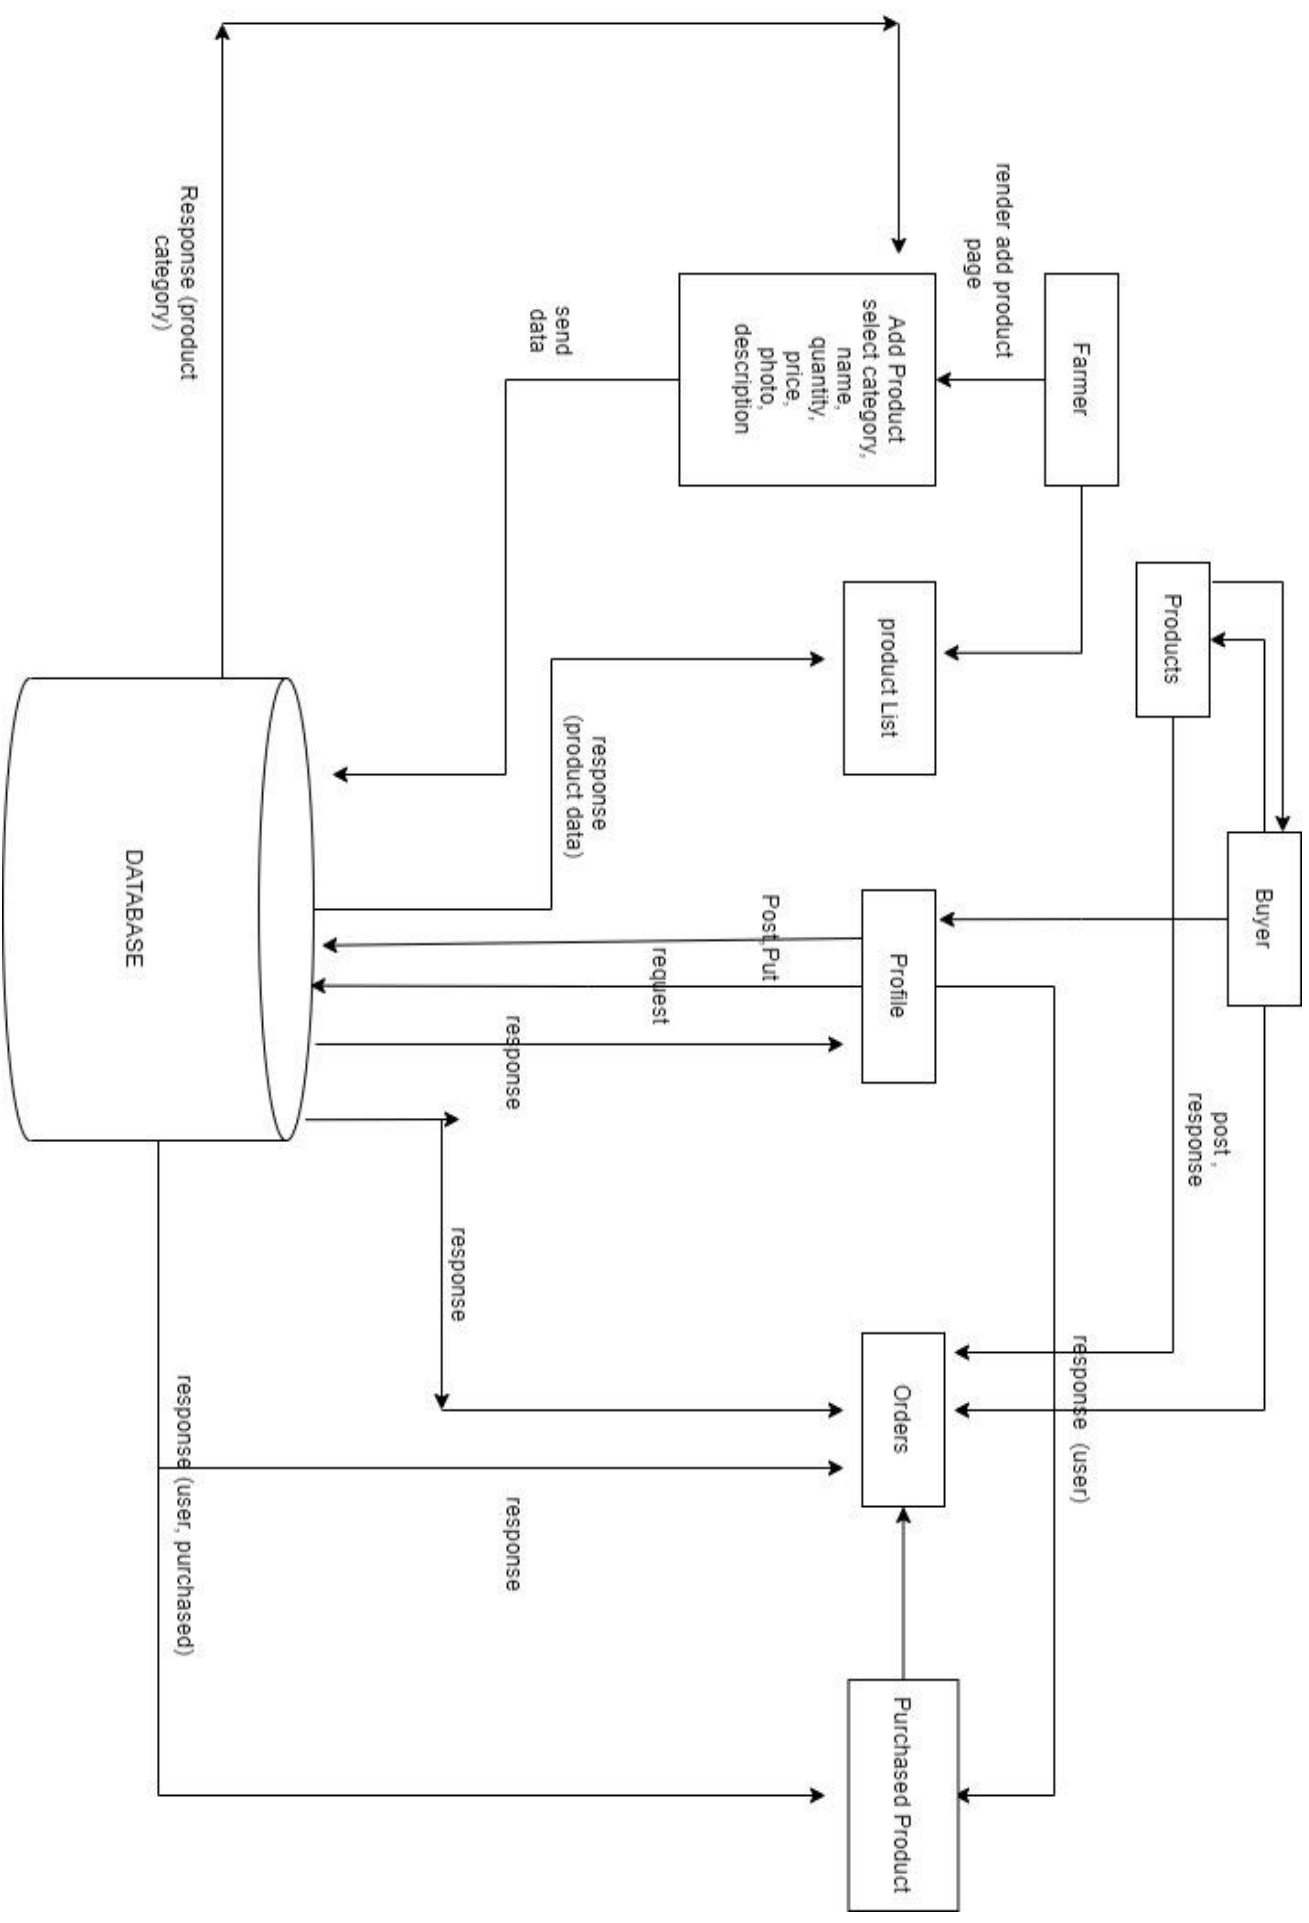 Buyer
Products
post ,
response
Farmer
render add product
page
response  (user)
Add Product
select category,
name,
quantity,
price,
photo,
description
product List
Profile
Orders
Purchased Product
Post,Put
request
send
data
response
(product data)
response
response
response
Response (product
category)
response (user, purchased)
DATABASE